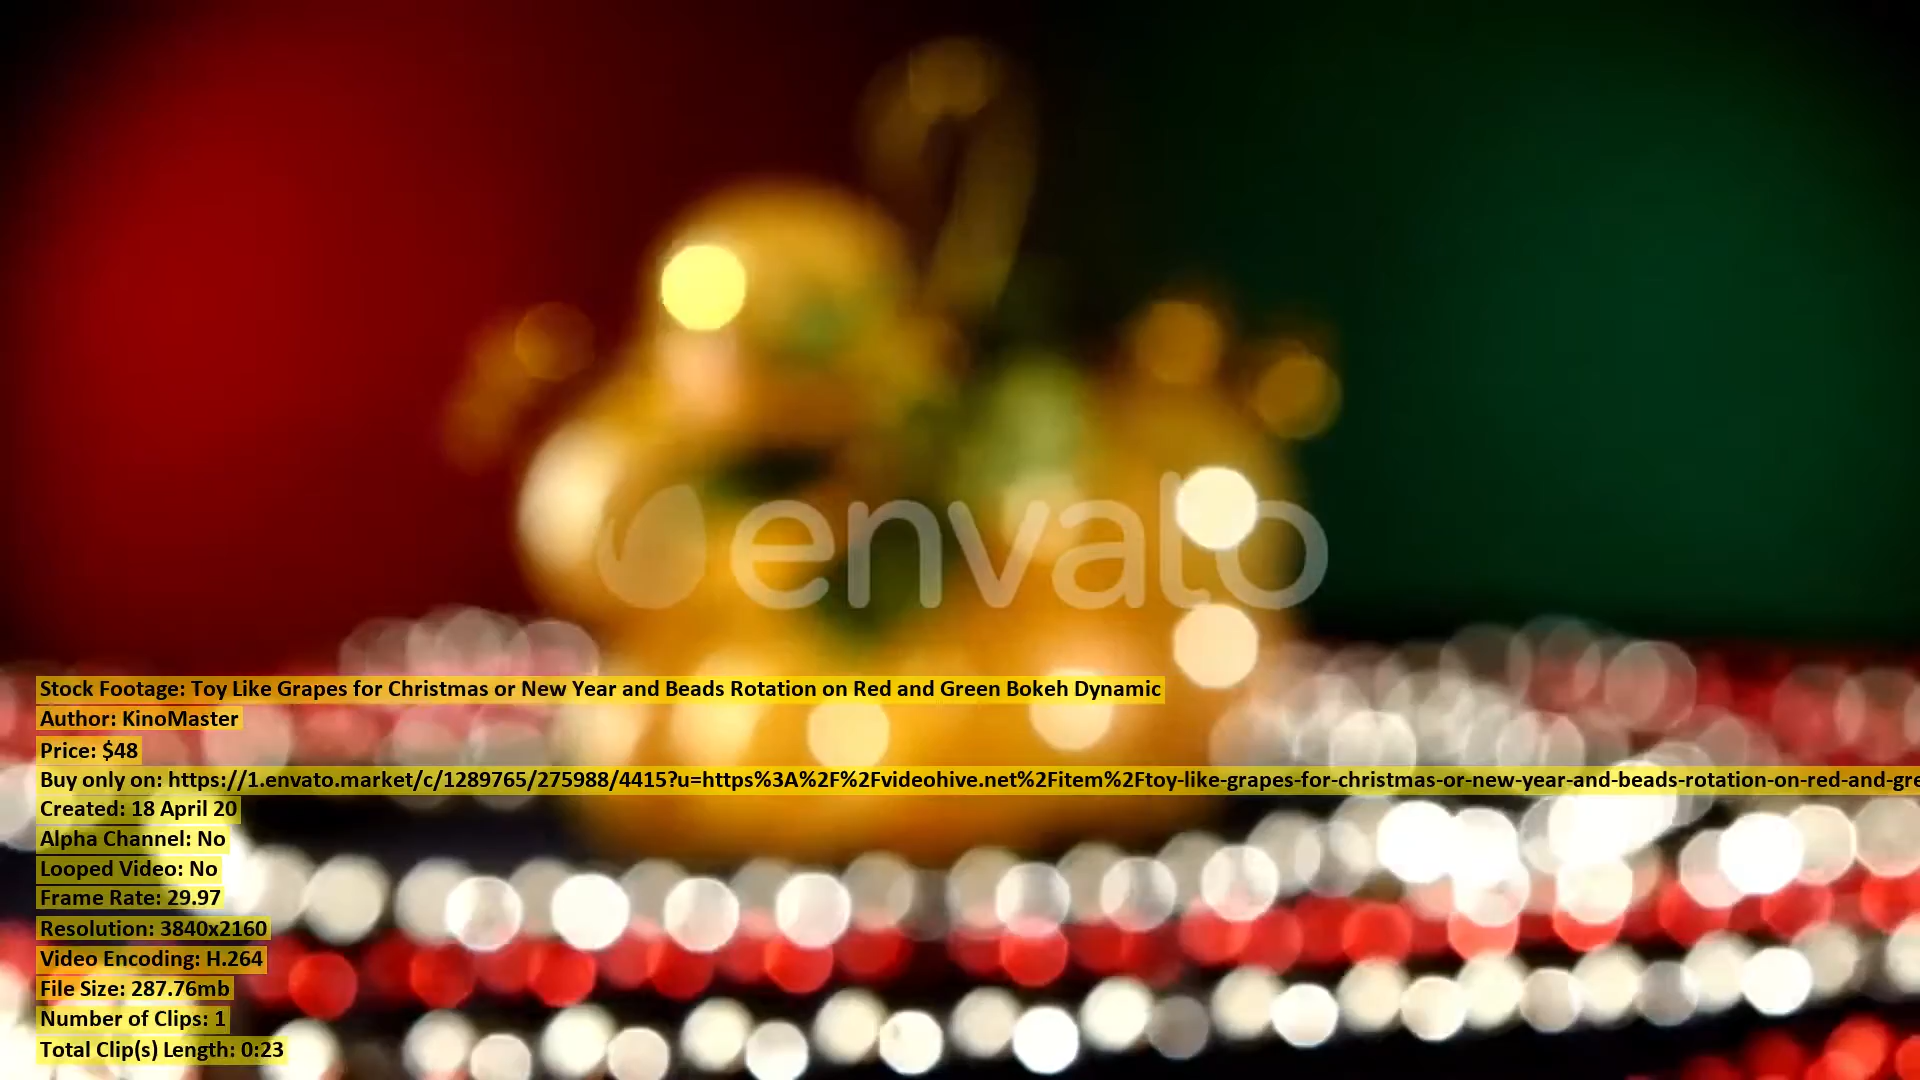 envato
Stock Footage: Toy Like Grapes for Christmas or New Year and Beads Rotation on Red and Green Bokeh Dynamic
Author: KinoMaster
Price: $48
Buy only on: https://1.envato.market/c/1289765/275988/4415?u=https%3A%2F%2Fvideohive.net%2Fitem%2Ftoy-like-grapes-for-christmas-or-new-year-and-beads-rotation-on-red-and-gre
Created: 18 April 20
Alpha Channel: No
Looped Video: No
Frame Rate: 29.97
Resolution: 3840x2160
Video Encoding: H.264
File Size: 287.76mb
Number of Clips: 1
Total Clip(s) Length: 0:23